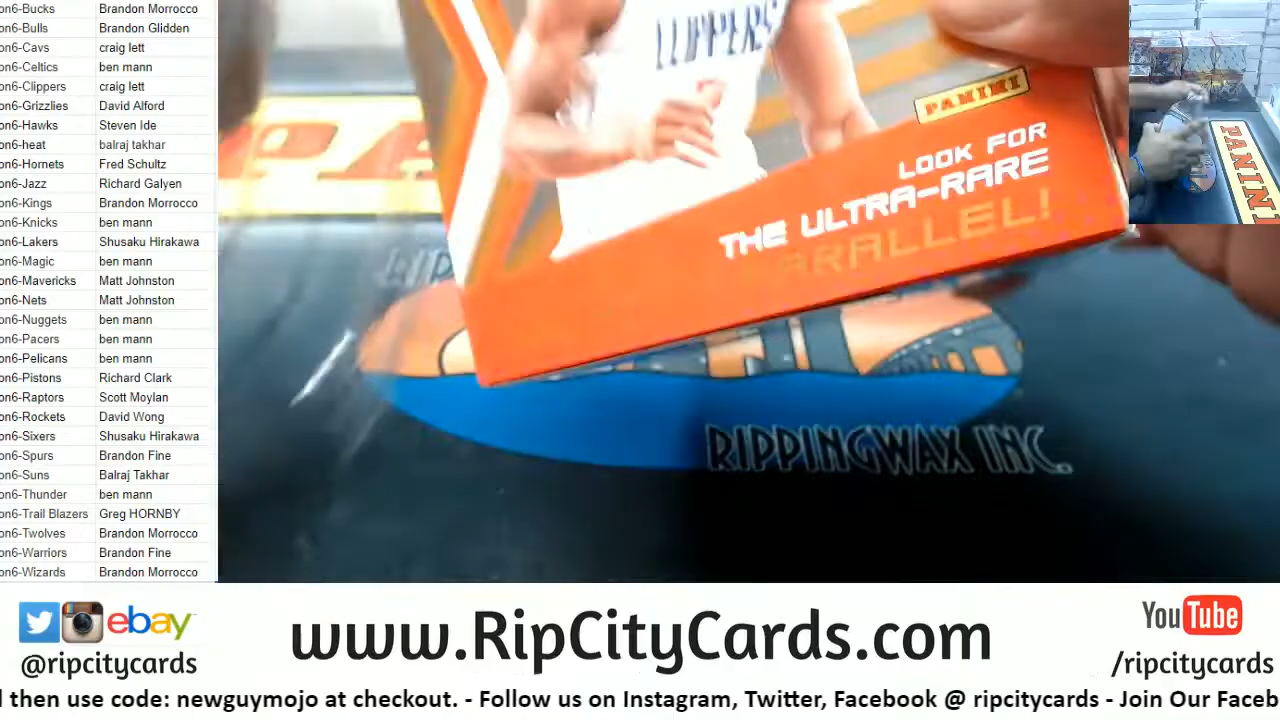 on6-Bucks Brandon Morrocco
on6-Bulls Brandon Glidden
on6-Cavs craig lett
on6-Celtics ben mann
on6-Clippers craig lett
on6-Grizzlies David Alford
on6-Hawks Steven Ide
on6-heat balraj takhar
on6-Hornets Fred Schultz
on6-Jazz Richard Galyen
on6-Kings Brandon Morrocco
on6-Knicks ben mann
on6-Lakers Shusaku Hirakawa
on6-Magic ben mann
on6-Mavericks Matt Johnston
on6-Nets Matt Johnston
on6-Nuggets ben mann
on6-Pacers ben mann
on6-Pelicans ben mann
on6-Pistons Richard Clark
on6-Raptors Scott Moylan
on6-Rockets David Wong
on6-Sixers Shusaku Hirakawa
on6-Spurs Brandon Fine
on6-Suns Balraj Takhar
on6-Thunder ben mann
on6-Trail Blazers Greg HORNBY
on6-Twolves Brandon Morrocco
on6-Warriors Brandon Fine
on6-Wizards Brandon Morrocco
CLIPPERS
PANINI
LOOK FOR
THE ULTRA-RARE
PARALLEL!
RIPP
RIPPINGWAX INC.
PANINI
ebay
@ripcitycards
www.RipCityCards.com
YouTube
/ripcitycards
l then use code: newguymojo at checkout. - Follow us on Instagram, Twitter, Facebook @ ripcitycards - Join Our Faceb